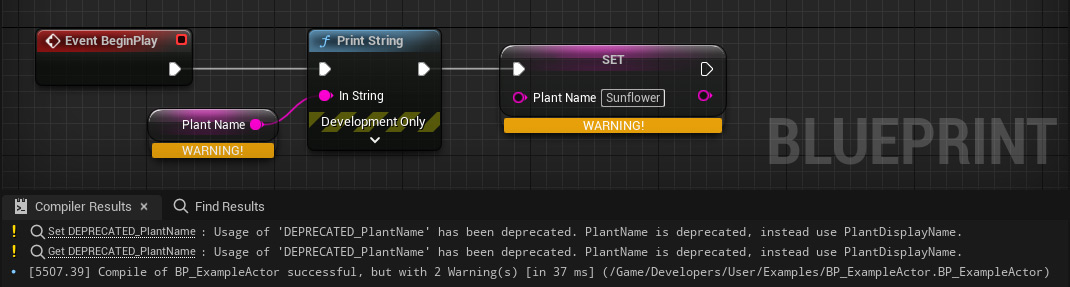 Event BeginPlay
Print String
In String
Development Only
Plant Name
WARNING!
SET
Plant Name Sunflower
WARNING!
BLUEPRINT
Compiler Results × Find Results
! Set DEPRECATED_PlantName : Usage of 'DEPRECATED_PlantName' has been deprecated. PlantName is deprecated, instead use PlantDisplayName.
! Get DEPRECATED_PlantName : Usage of 'DEPRECATED_PlantName' has been deprecated. PlantName is deprecated, instead use PlantDisplayName.
• [5507.39] Compile of BP_ExampleActor successful, but with 2 Warning(s) [in 37 ms] (/Game/Developers/User/Examples/BP_ExampleActor.BP_ExampleActor)